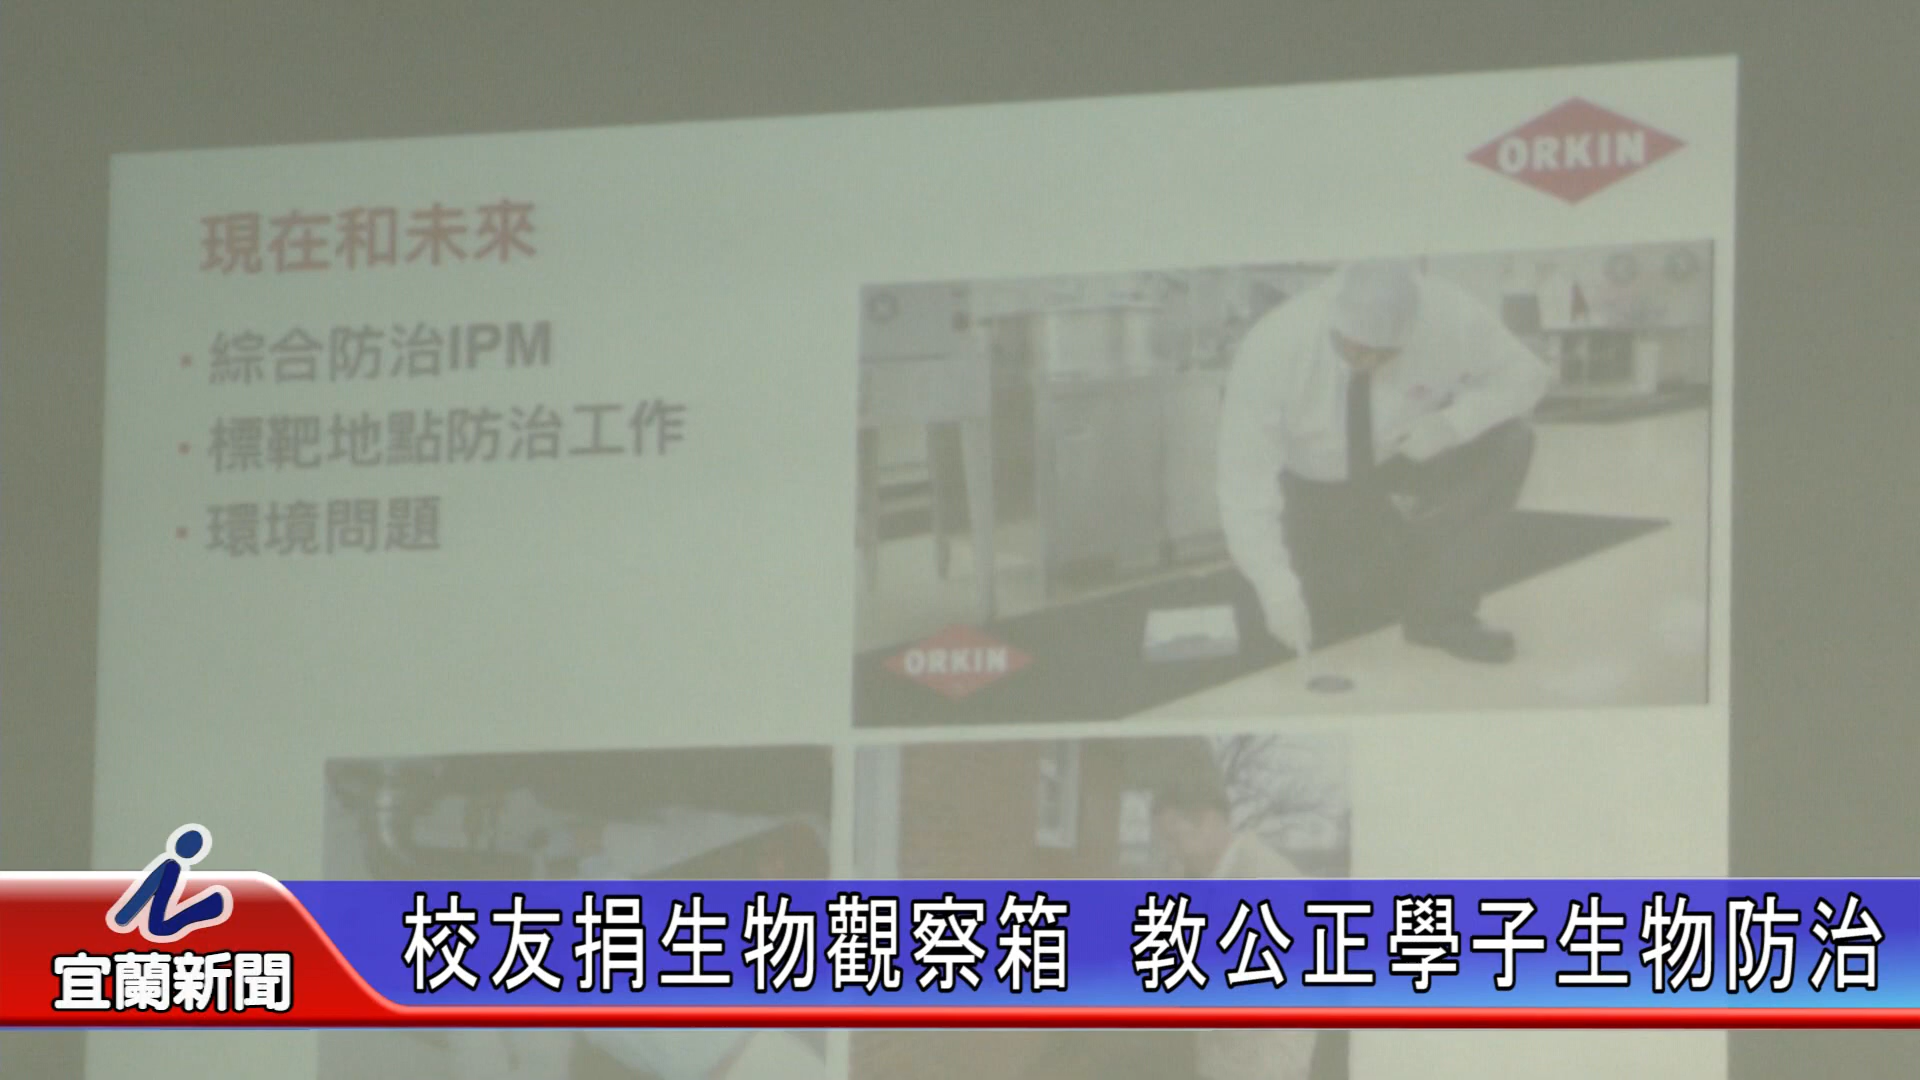 ORKIN
現在和未來
· 綜合防治IPM
· 標靶地點防治工作
· 環境問題
ORKIN
宜蘭新聞
校友捐生物觀察箱 教公正學子生物防治